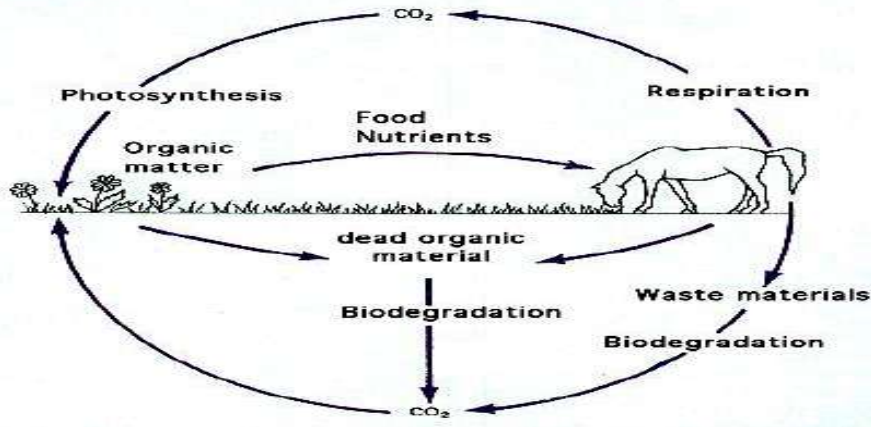 CO₂
Photosynthesis
Respiration
Food
Nutrients
Organic
matter
dead organic
material
Waste materials
Biodegradation
Biodegradation
CO₂